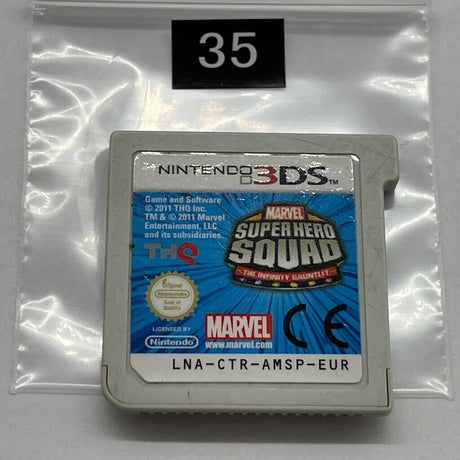 35
NINTENDO 3DS
Game and Software
© 2011 THQ Inc.
TM & © 2011 Marvel
Entertainment, LLC
and its subsidiaries.
THQ
MARVEL
SUPER HERO
SQUAD
THE INFINITY GAUNTLET
Original
Nintendo
Seal of
Quality
LICENSED BY
Nintendo
MARVEL
www.marvel.com
CE
LNA-CTR-AMSP-EUR